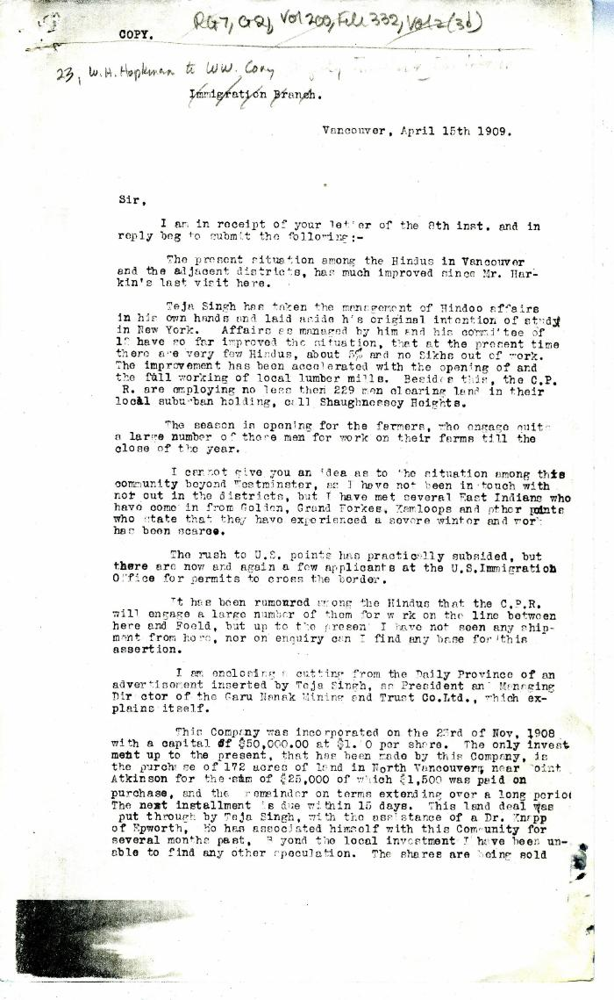 RG7, G21, Vol 200, File 332, Vol 2 (3b)
COPY.
23, W.H. Hopkman to W.W. Cory
Immigration Branch.
Vancouver, April 15th 1909.
Sir,
I am in receipt of your letter of the 8th inst. and in
reply beg to submit the following:-
The present situation among the Hindus in Vancouver
and the adjacent districts, has much improved since Mr. Har-
kin's last visit here.
Teja Singh has taken the management of Hindoo affairs
in his own hands and laid aside h's original intention of study
in New York. Affairs as managed by him and his committee of
have so far improved the situation, that at the present time
there are very few Hindus, about 5% and no Sikhs out of work.
The improvement has been accelerated with the opening of and
the full working of local lumber mills. Besides this, the C.P.
R. are employing no less then 229 men clearing land in their
local suburban holding, call Shaughnessey Heights.
The season is opening for the farmers, who engage quite
a large number of these men for work on their farms till the
close of the year.
I cannot give you an idea as to the situation among this
community beyond Westminster, as I have not been in touch with
not out in the districts, but I have met several East Indians who
have come in from Golden, Grand Forkes, Kamloops and other points
who state that they have experienced a severe winter and work
has been scarce.
The rush to U.S. points has practically subsided, but
there are now and again a few applicants at the U.S.Immigration
Office for permits to cross the border.
It has been rumoured among the Hindus that the C.P.R.
will engage a large number of them for w rk on the line between
here and Foeld, but up to the present I have not seen any ship-
ment from here, nor on enquiry can I find any base for this
assertion.
I am enclosing a cutting from the Daily Province of an
advertisement inserted by Teja Singh, as President an Managing
Dir ctor of the Garu Nanak Mining and Trust Co.Ltd., which ex-
plains itself.
This Company was incorporated on the 23rd of Nov, 1908
with a capital of $50,000.00 at $1. 0 per share. The only invest
ment up to the present, that has been made by this Company, is
the purchase of 172 acres of land in North Vancouver, near Point
Atkinson for the sum of $25,000 of which $1,500 was paid on
purchase, and the remainder on terms extending over a long period
The next installment is due within 15 days. This land deal was
put through by Teja Singh, with the assistance of a Dr. Knapp
of Epworth, Ho has associated himself with this Community for
several months past, B yond the local investment I have been un-
able to find any other speculation. The shares are being sold